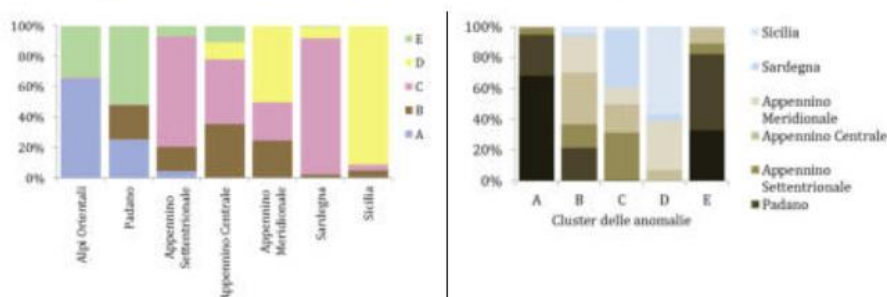 100%
80%
60%
40%
20%
0%
E
D
C
B
A
Alpi Orientali
Padano
Appennino
Settentrionale
Appennino Centrale
Appennino
Meridionale
Sardegna
Sicilia
100%
80%
60%
40%
20%
0%
A B C D E
Cluster delle anomalie
Sicilia
Sardegna
Appennino
Meridionale
Appennino Centrale
Appennino
Settentrionale
Padano